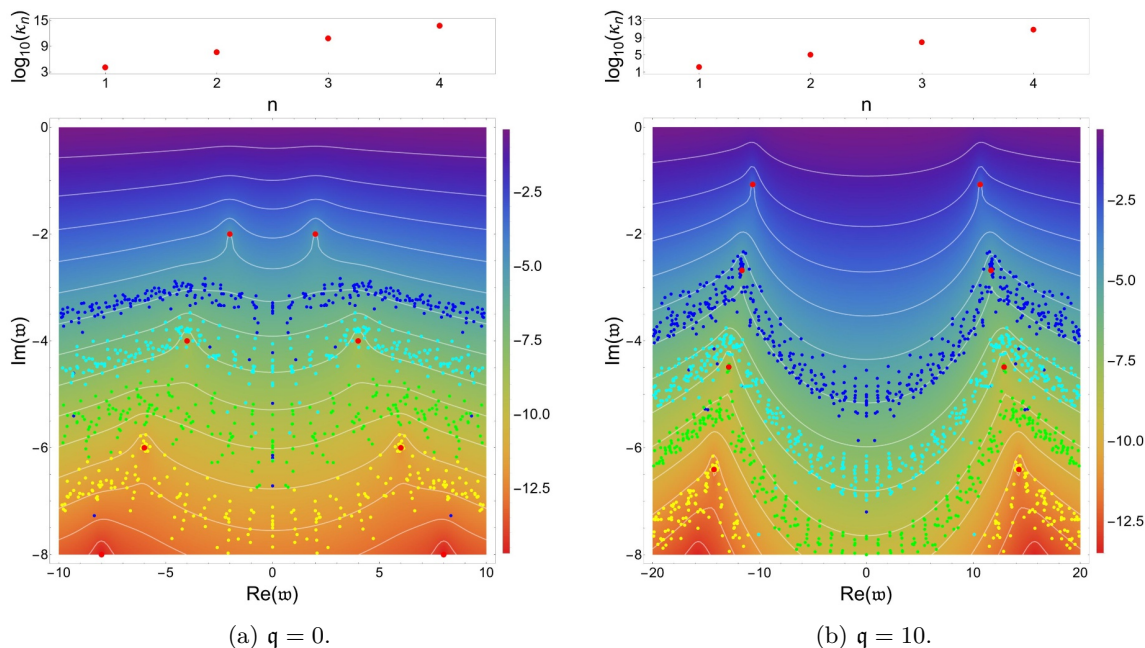 log₁₀(κₙ)
15
9
3
1 2 3 4
n
0
−2
−4
−6
−8
Im(𝔴)
−10 −5 0 5 10
Re(𝔴)
−2.5
−5.0
−7.5
−10.0
−12.5
(a) 𝔮 = 0.
log₁₀(κₙ)
13
9
5
1
1 2 3 4
n
0
−2
−4
−6
−8
Im(𝔴)
−20 −10 0 10 20
Re(𝔴)
−2.5
−5.0
−7.5
−10.0
−12.5
(b) 𝔮 = 10.